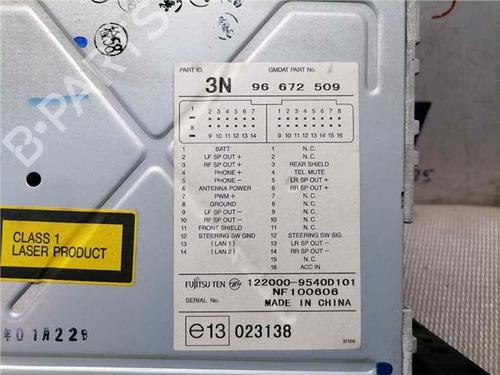 PART ID. GMDAT PART No.
3N 96 672 509
1 2 4 5 6 7 1 2 3 4 5 6 7 8
8 9 10 11 12 13 14 9 10 11 12 13 14 15 16
1 BATT 1 N.C.
2 LF SP OUT + 2 N.C.
3 RF SP OUT + 3 REAR SHIELD
4 PHONE + 4 TEL. MUTE
5 PHONE − 5 LR SP OUT +
6 ANTENNA POWER 6 RR SP OUT +
7 PWM + 7 N.C.
8 GROUND 8 N.C.
9 LF SP OUT − 9 N.C.
10 RF SP OUT − 10 N.C.
11 FRONT SHIELD 11 N.C.
12 STEERING SW GND 12 STEERING SW SIG.
13 (LAN 1) 13 LR SP OUT −
14 (LAN 2) 14 RR SP OUT −
15 N.C.
16 ACC IN
FUJITSU TEN 122000-9540D101
NF100606
SERIAL No. MADE IN CHINA
e13 023138
31100
CLASS 1
LASER PRODUCT
01.22B
B-PARTS